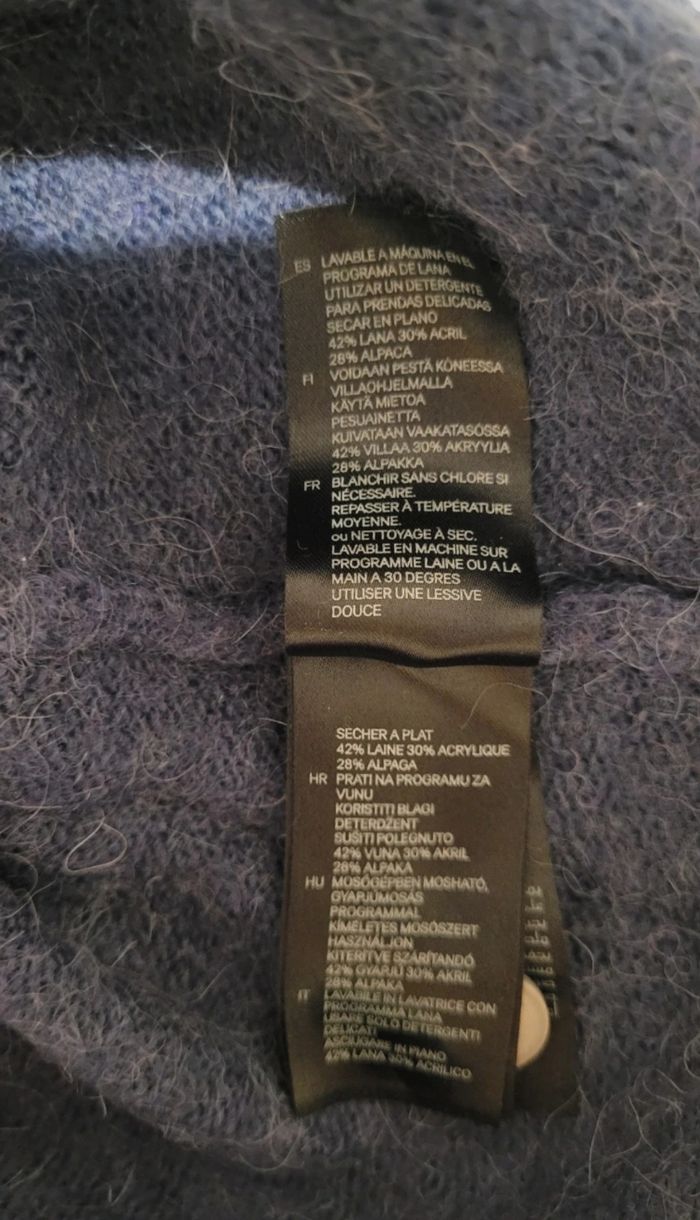 ES LAVABLE A MÁQUINA EN EL
PROGRAMA DE LANA
UTILIZAR UN DETERGENTE
PARA PRENDAS DELICADAS
SECAR EN PLANO
42% LANA 30% ACRIL
28% ALPACA
FI VOIDAAN PESTÄ KONEESSA
VILLAOHJELMALLA
KÄYTÄ MIETOA
PESUAINETTA
KUIVATAAN VAAKATASOSSA
42% VILLAA 30% AKRYYLIA
28% ALPAKKA
FR BLANCHIR SANS CHLORE SI
NÉCESSAIRE.
REPASSER À TEMPÉRATURE
MOYENNE.
ou NETTOYAGE À SEC.
LAVABLE EN MACHINE SUR
PROGRAMME LAINE OU A LA
MAIN A 30 DEGRES
UTILISER UNE LESSIVE
DOUCE
SECHER A PLAT
42% LAINE 30% ACRYLIQUE
28% ALPAGA
HR PRATI NA PROGRAMU ZA
VUNU
KORISTITI BLAGI
DETERDŽENT
SUŠITI POLEGNUTO
42% VUNA 30% AKRIL
28% ALPAKA
HU MOSÓGÉPBEN MOSHATÓ,
GYAPJÚMOSÁS
PROGRAMMAL
KÍMÉLETES MOSÓSZERT
HASZNÁLJON
KITERÍTVE SZÁRÍTANDÓ
42% GYAPJÚ 30% AKRIL
28% ALPAKA
IT LAVABILE IN LAVATRICE CON
PROGRAMMA LANA
USARE SOLO DETERGENTI
DELICATI
ASCIUGARE IN PIANO
42% LANA 30% ACRILICO